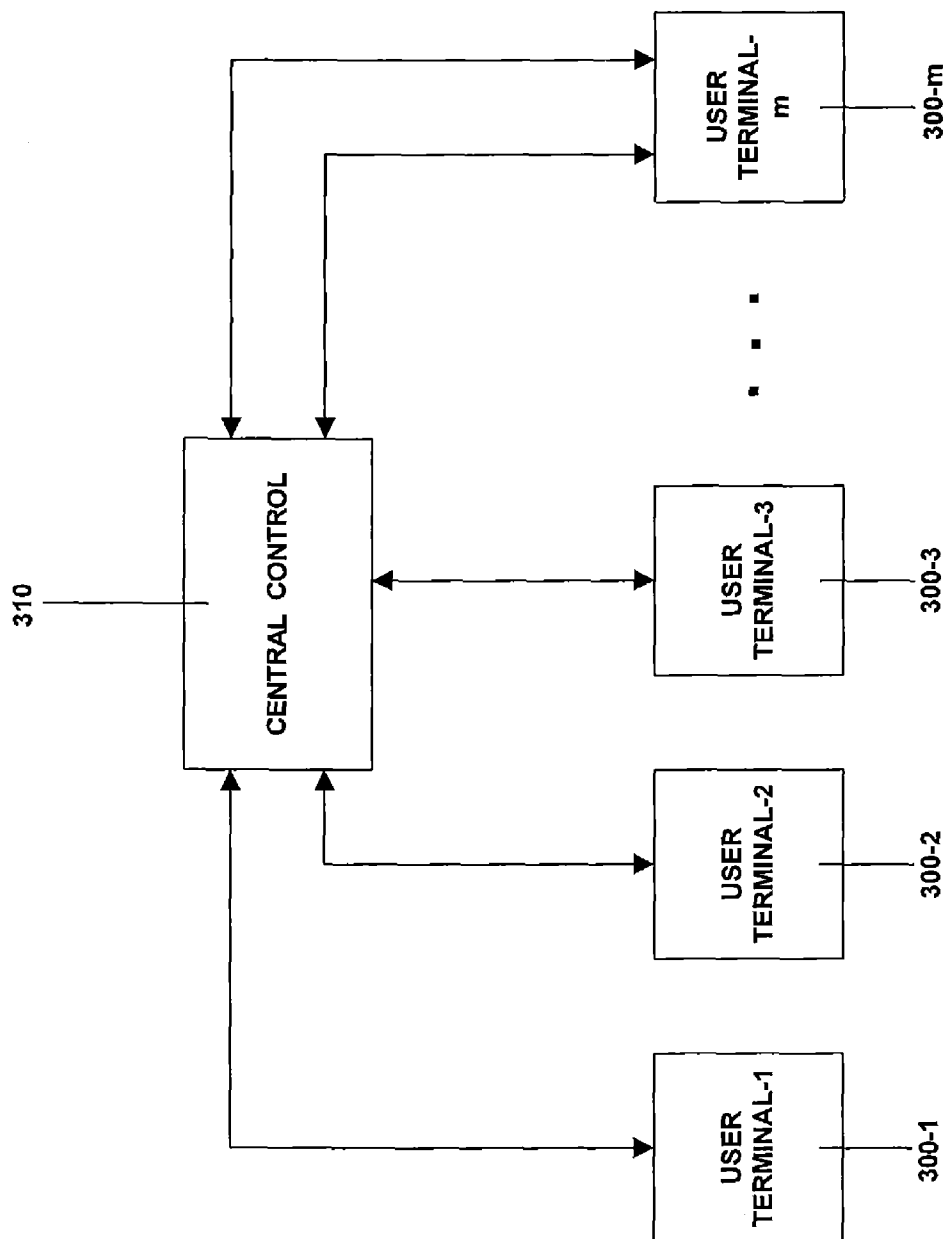 310
CENTRAL CONTROL
USER
TERMINAL-1
USER
TERMINAL-2
USER
TERMINAL-3
USER
TERMINAL-
m
300-1
300-2
300-3
300-m